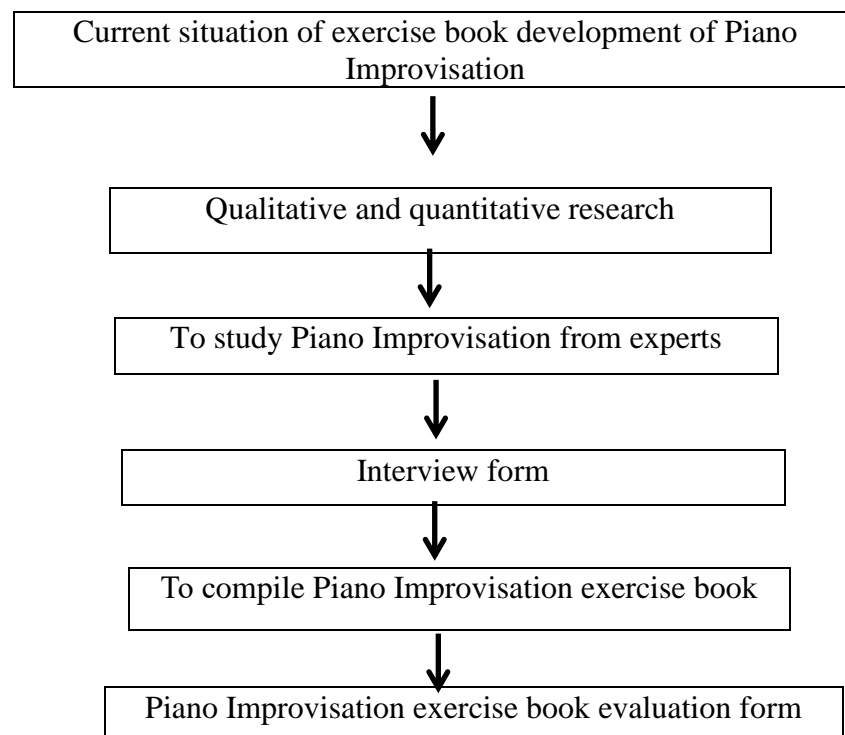 Current situation of exercise book development of Piano
Improvisation
Qualitative and quantitative research
To study Piano Improvisation from experts
Interview form
To compile Piano Improvisation exercise book
Piano Improvisation exercise book evaluation form